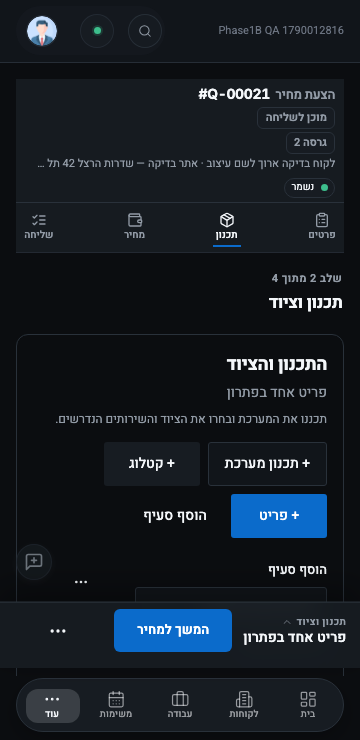 Phase1B QA 1790012816
הצעת מחיר #Q-00021
מוכן לשליחה
גרסה 2
לקוח בדיקה ארוך לשם עיצוב · אתר בדיקה — שדרות הרצל 42 תל ...
נשמר
פרטים
תכנון
מחיר
שליחה
שלב 2 מתוך 4
תכנון וציוד
התכנון והציוד
פריט אחד בפתרון
תכננו את המערכת ובחרו את הציוד והשירותים הנדרשים.
+ תכנון מערכת
+ קטלוג
+ פריט
הוסף סעיף
הוסף סעיף
תכנון וציוד
פריט אחד בפתרון
המשך למחיר
בית
לקוחות
עבודה
משימות
עוד